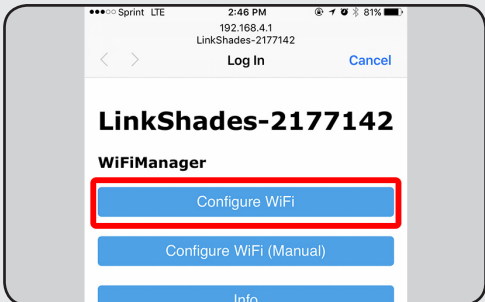 Sprint LTE 2:46 PM 81%
192.168.4.1
LinkShades-2177142
Log In Cancel
LinkShades-2177142
WiFiManager
Configure WiFi
Configure WiFi (Manual)
Info